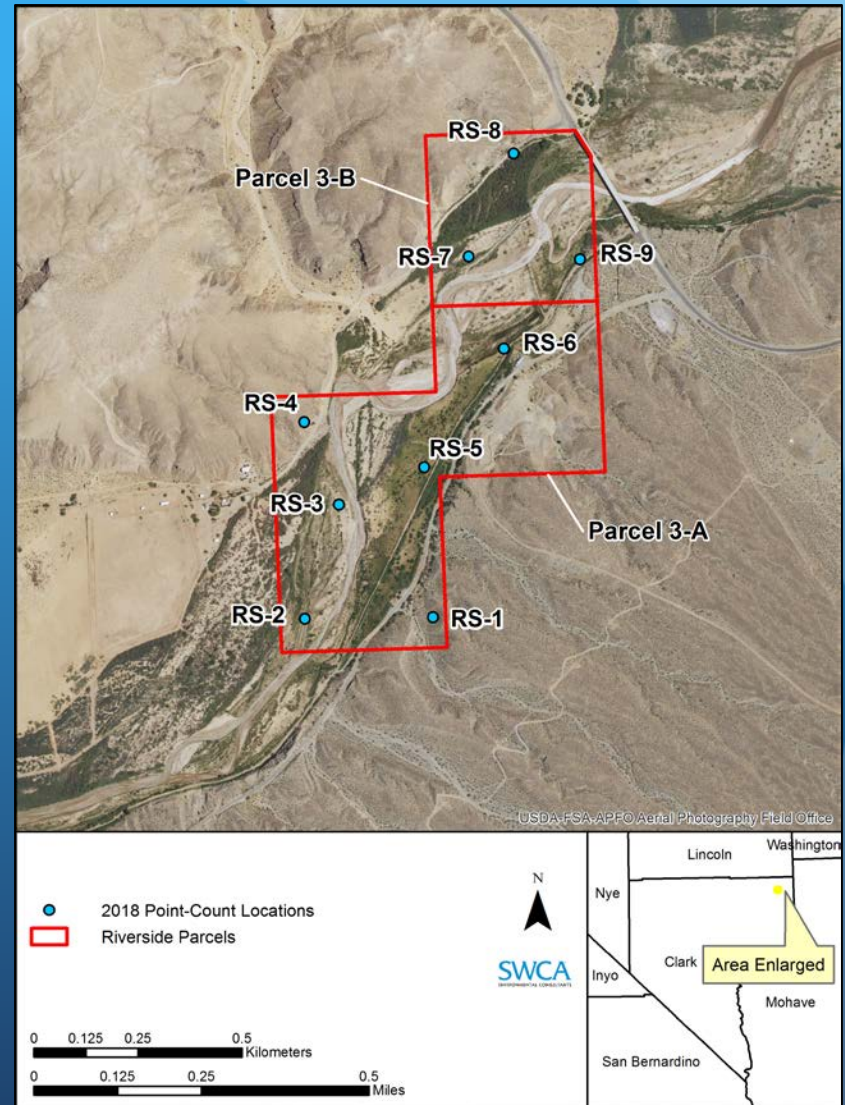 RS-8
Parcel 3-B
RS-7
RS-9
RS-6
RS-4
RS-5
RS-3
Parcel 3-A
RS-2
RS-1
USDA-FSA-APFO Aerial Photography Field Office
2018 Point-Count Locations
Riverside Parcels
N
SWCA
ENVIRONMENTAL CONSULTANTS
0 0.125 0.25 0.5
Kilometers
0 0.125 0.25 0.5
Miles
Washington
Lincoln
Nye
Clark
Area Enlarged
Inyo
Mohave
San Bernardino